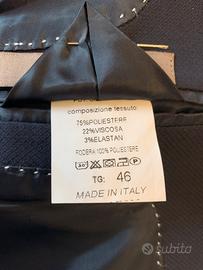 composizione tessuto:
75%POLIESTERE
22%VISCOSA
3%ELASTAN
FODERA 100% POLIESTERE
TG: 46
MADE IN ITALY
subito